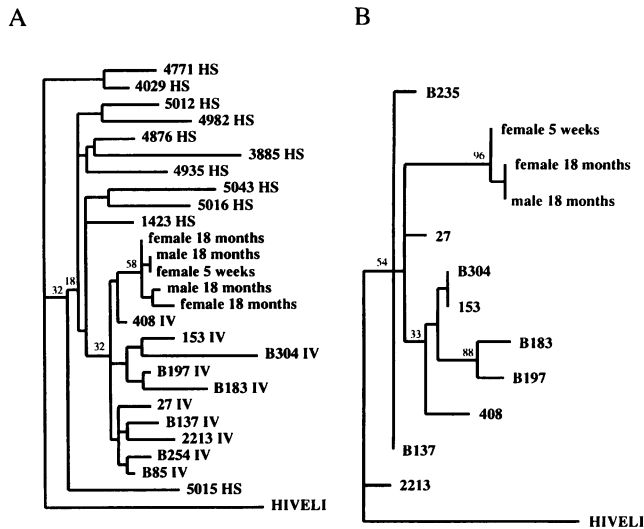 A
4771 HS
4029 HS
5012 HS
4982 HS
4876 HS
3885 HS
4935 HS
5043 HS
5016 HS
1423 HS
female 18 months
male 18 months
58
female 5 weeks
18
32
male 18 months
female 18 months
408 IV
153 IV
32
B304 IV
B197 IV
B183 IV
27 IV
B137 IV
2213 IV
B254 IV
B85 IV
5015 HS
HIVELI
B
B235
female 5 weeks
96
female 18 months
male 18 months
27
54
B304
153
33
B183
88
B197
408
B137
2213
HIVELI